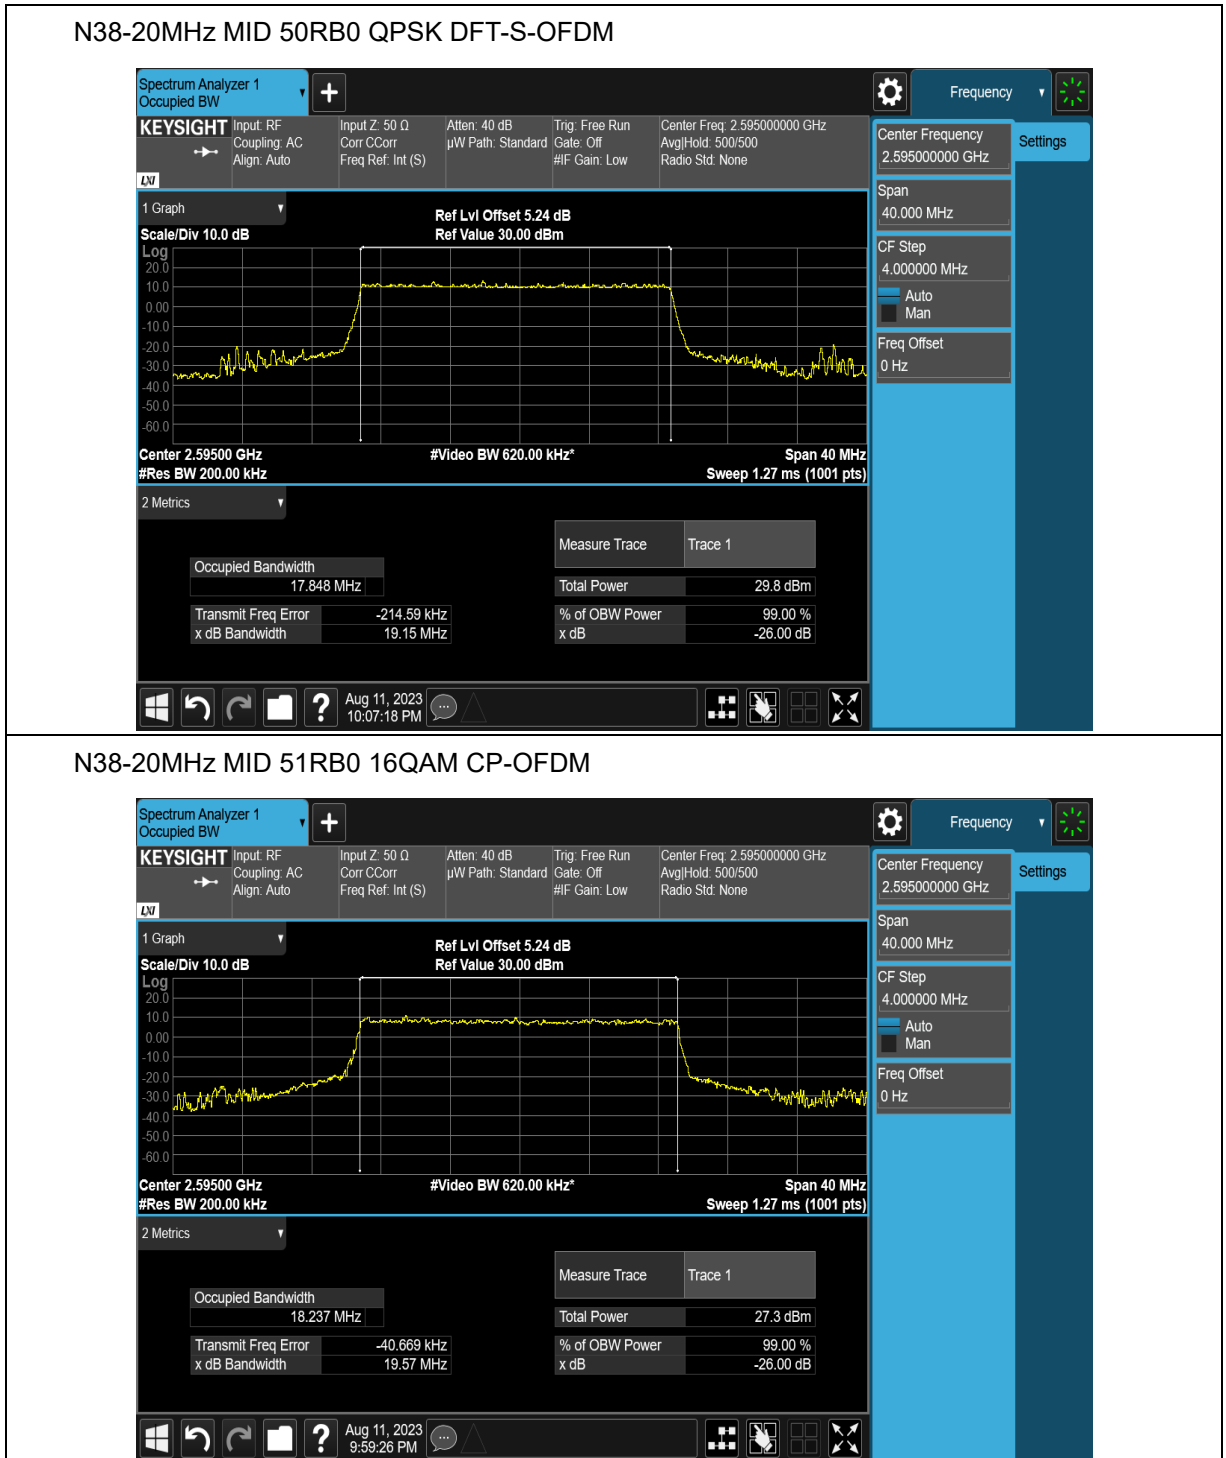 N38-20MHz MID 50RB0 QPSK DFT-S-OFDM
Spectrum Analyzer 1
Occupied BW
Frequency
KEYSIGHT
LXI
Input: RF
Coupling: AC
Align: Auto
Input Z: 50 Ω
Corr CCorr
Freq Ref: Int (S)
Atten: 40 dB
µW Path: Standard
Trig: Free Run
Gate: Off
#IF Gain: Low
Center Freq: 2.595000000 GHz
Avg|Hold: 500/500
Radio Std: None
Center Frequency
2.595000000 GHz
Settings
Span
40.000 MHz
CF Step
4.000000 MHz
Auto
Man
Freq Offset
0 Hz
1 Graph
Scale/Div 10.0 dB
Ref Lvl Offset 5.24 dB
Ref Value 30.00 dBm
Log
20.0
10.0
0.00
-10.0
-20.0
-30.0
-40.0
-50.0
-60.0
Center 2.59500 GHz
#Video BW 620.00 kHz*
Span 40 MHz
#Res BW 200.00 kHz
Sweep 1.27 ms (1001 pts)
2 Metrics
Measure Trace Trace 1
Occupied Bandwidth
17.848 MHz
Total Power 29.8 dBm
Transmit Freq Error -214.59 kHz
% of OBW Power 99.00 %
x dB Bandwidth 19.15 MHz
x dB -26.00 dB
?
Aug 11, 2023
10:07:18 PM
N38-20MHz MID 51RB0 16QAM CP-OFDM
Spectrum Analyzer 1
Occupied BW
Frequency
KEYSIGHT
LXI
Input: RF
Coupling: AC
Align: Auto
Input Z: 50 Ω
Corr CCorr
Freq Ref: Int (S)
Atten: 40 dB
µW Path: Standard
Trig: Free Run
Gate: Off
#IF Gain: Low
Center Freq: 2.595000000 GHz
Avg|Hold: 500/500
Radio Std: None
Center Frequency
2.595000000 GHz
Settings
Span
40.000 MHz
CF Step
4.000000 MHz
Auto
Man
Freq Offset
0 Hz
1 Graph
Scale/Div 10.0 dB
Ref Lvl Offset 5.24 dB
Ref Value 30.00 dBm
Log
20.0
10.0
0.00
-10.0
-20.0
-30.0
-40.0
-50.0
-60.0
Center 2.59500 GHz
#Video BW 620.00 kHz*
Span 40 MHz
#Res BW 200.00 kHz
Sweep 1.27 ms (1001 pts)
2 Metrics
Measure Trace Trace 1
Occupied Bandwidth
18.237 MHz
Total Power 27.3 dBm
Transmit Freq Error -40.669 kHz
% of OBW Power 99.00 %
x dB Bandwidth 19.57 MHz
x dB -26.00 dB
?
Aug 11, 2023
9:59:26 PM